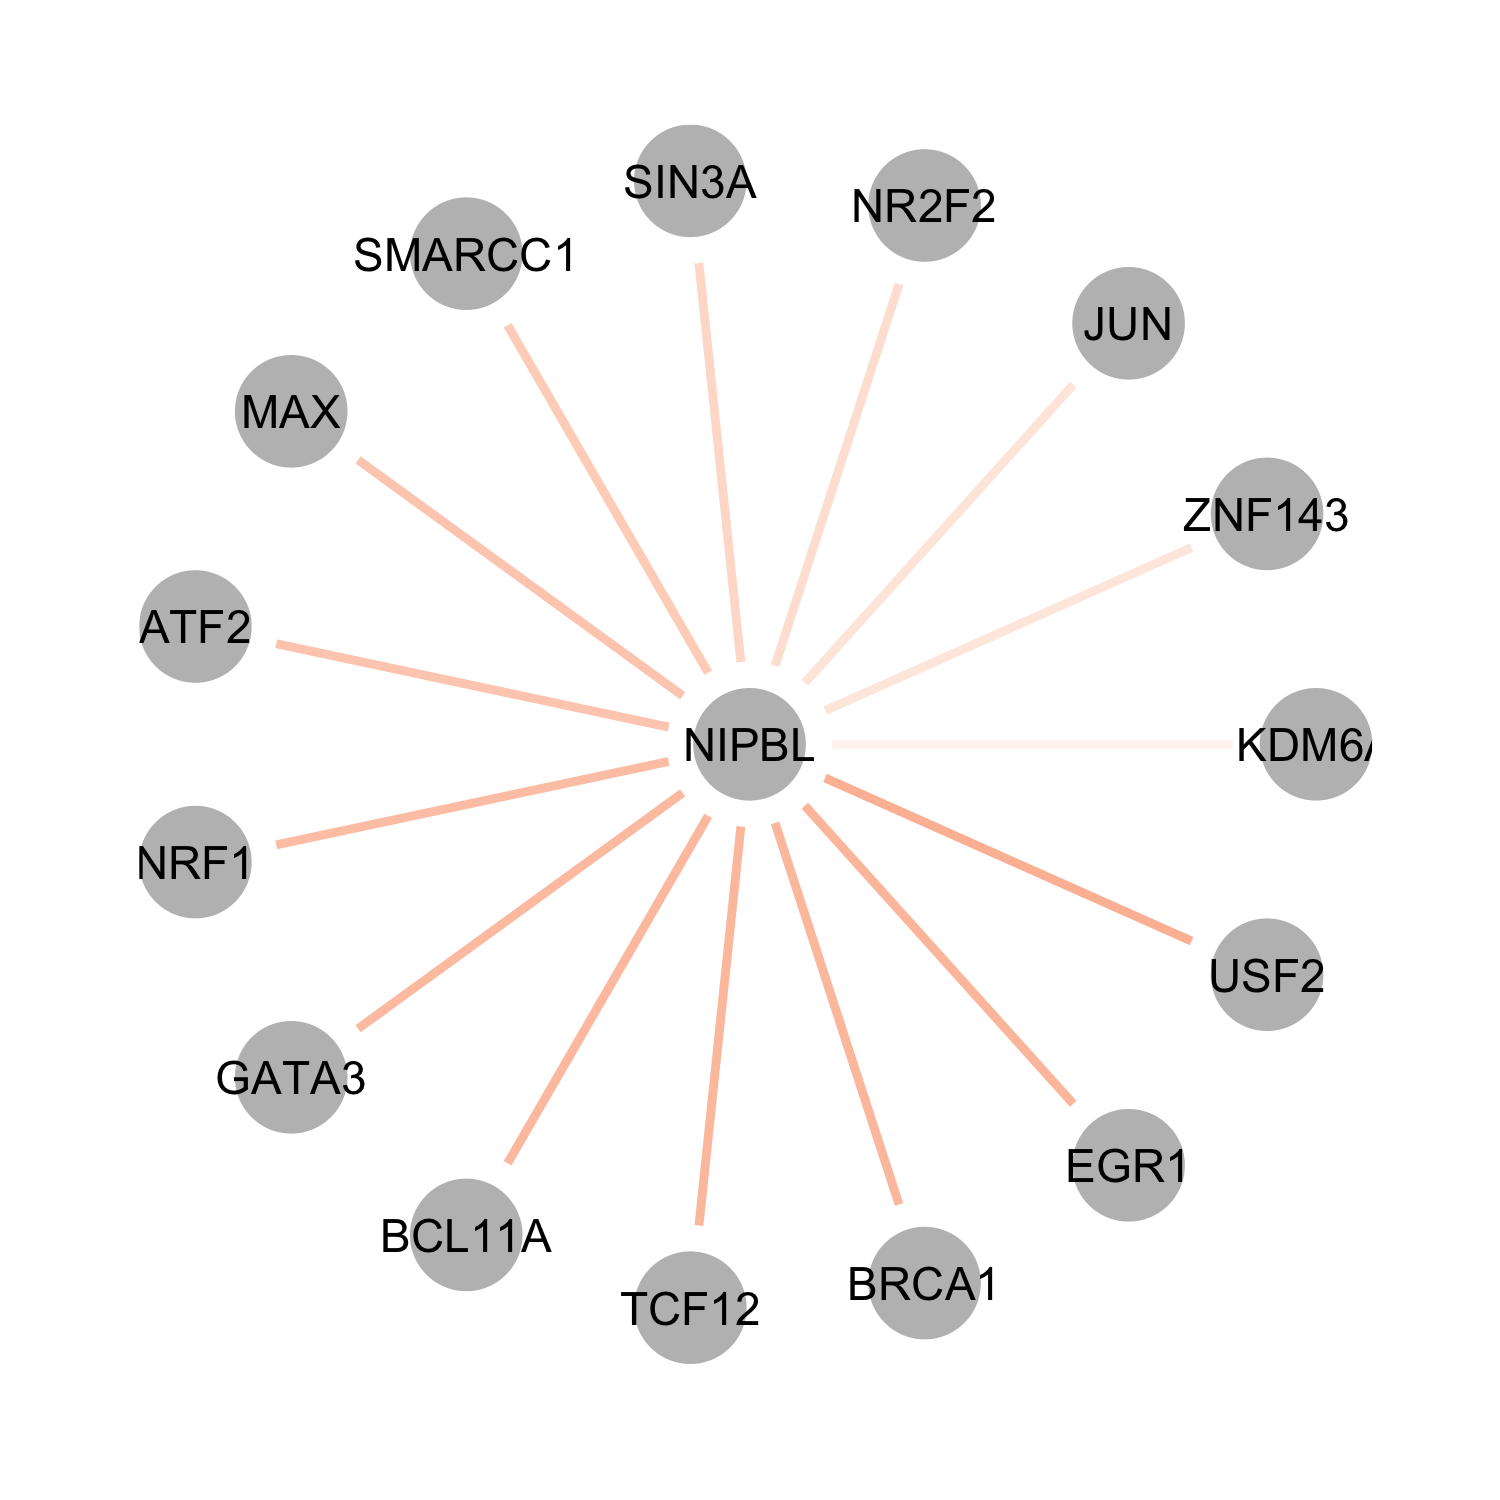 SIN3A
NR2F2
SMARCC1
JUN
MAX
ZNF143
ATF2
NIPBL
KDM6A
NRF1
USF2
GATA3
EGR1
BCL11A
BRCA1
TCF12